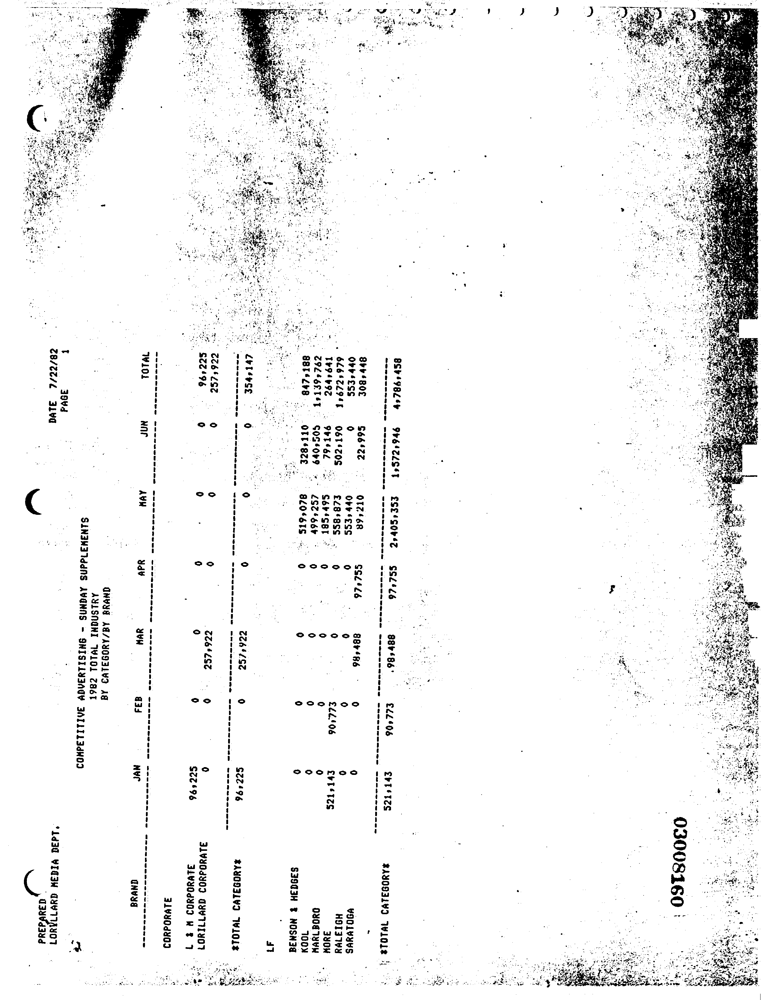 PREPARED
LORILLARD MEDIA DEPT.
DATE 7/22/82
PAGE 1
COMPETITIVE ADVERTISING - SUNDAY SUPPLEMENTS
1982 TOTAL INDUSTRY
BY CATEGORY/BY BRAND
BRAND JAN FEB MAR APR MAY JUN TOTAL
CORPORATE
L & M CORPORATE 96,225 0 0 0 0 0 96,225
LORILLARD CORPORATE 0 0 257,922 0 0 0 257,922
*TOTAL CATEGORY* 96,225 0 257,922 0 0 0 354,147
LF
BENSON & HEDGES 0 0 0 0 519,078 328,110 847,188
KOOL 0 0 0 0 499,257 640,505 1,139,762
MARLBORO 0 0 0 0 185,495 79,146 264,641
MORE 521,143 90,773 0 0 558,873 502,190 1,672,979
RALEIGH 0 0 0 0 553,440 0 553,440
SARATOGA 0 0 98,488 97,755 89,210 22,995 308,448
*TOTAL CATEGORY* 521,143 90,773 98,488 97,755 2,405,353 1,572,946 4,786,458
03008160